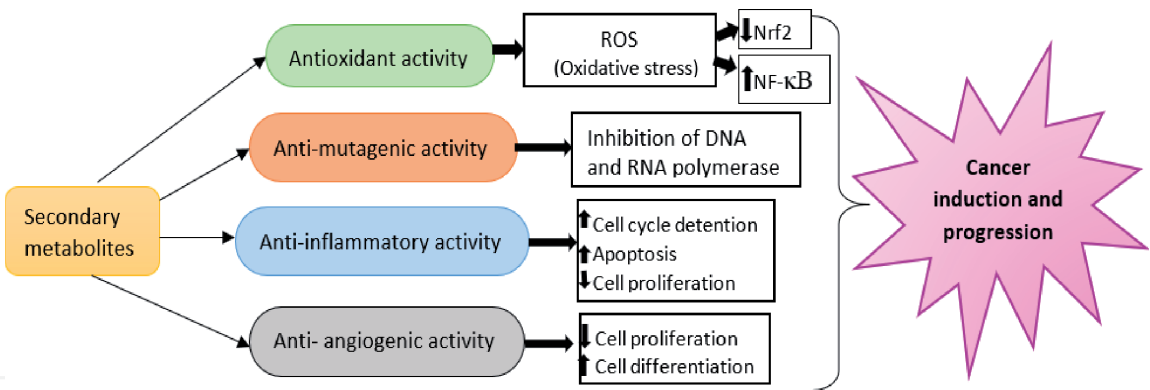 Secondary
metabolites
Antioxidant activity
ROS
(Oxidative stress)
↓Nrf2
↑NF-κB
Anti-mutagenic activity
Inhibition of DNA
and RNA polymerase
Anti-inflammatory activity
↑Cell cycle detention
↑Apoptosis
↓Cell proliferation
Anti- angiogenic activity
↓Cell proliferation
↑Cell differentiation
Cancer
induction and
progression